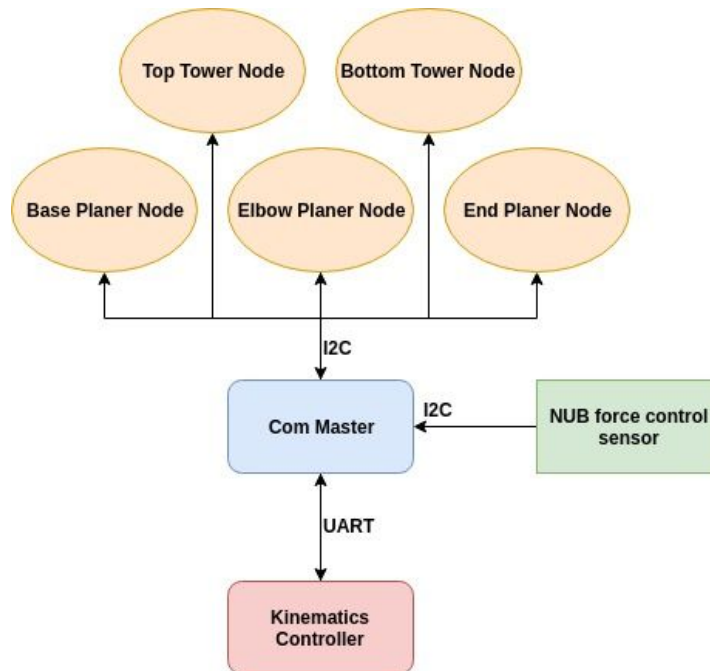 Top Tower Node
Bottom Tower Node
Base Planer Node
Elbow Planer Node
End Planer Node
I2C
Com Master
I2C
NUB force control
sensor
UART
Kinematics
Controller